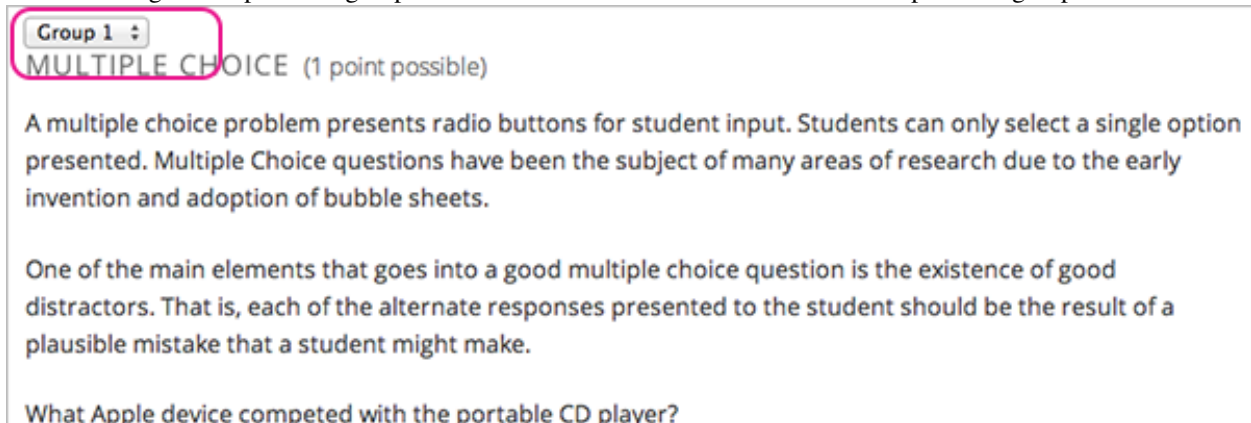 Group 1
MULTIPLE CHOICE (1 point possible)
A multiple choice problem presents radio buttons for student input. Students can only select a single option
presented. Multiple Choice questions have been the subject of many areas of research due to the early
invention and adoption of bubble sheets.
One of the main elements that goes into a good multiple choice question is the existence of good
distractors. That is, each of the alternate responses presented to the student should be the result of a
plausible mistake that a student might make.
What Apple device competed with the portable CD player?